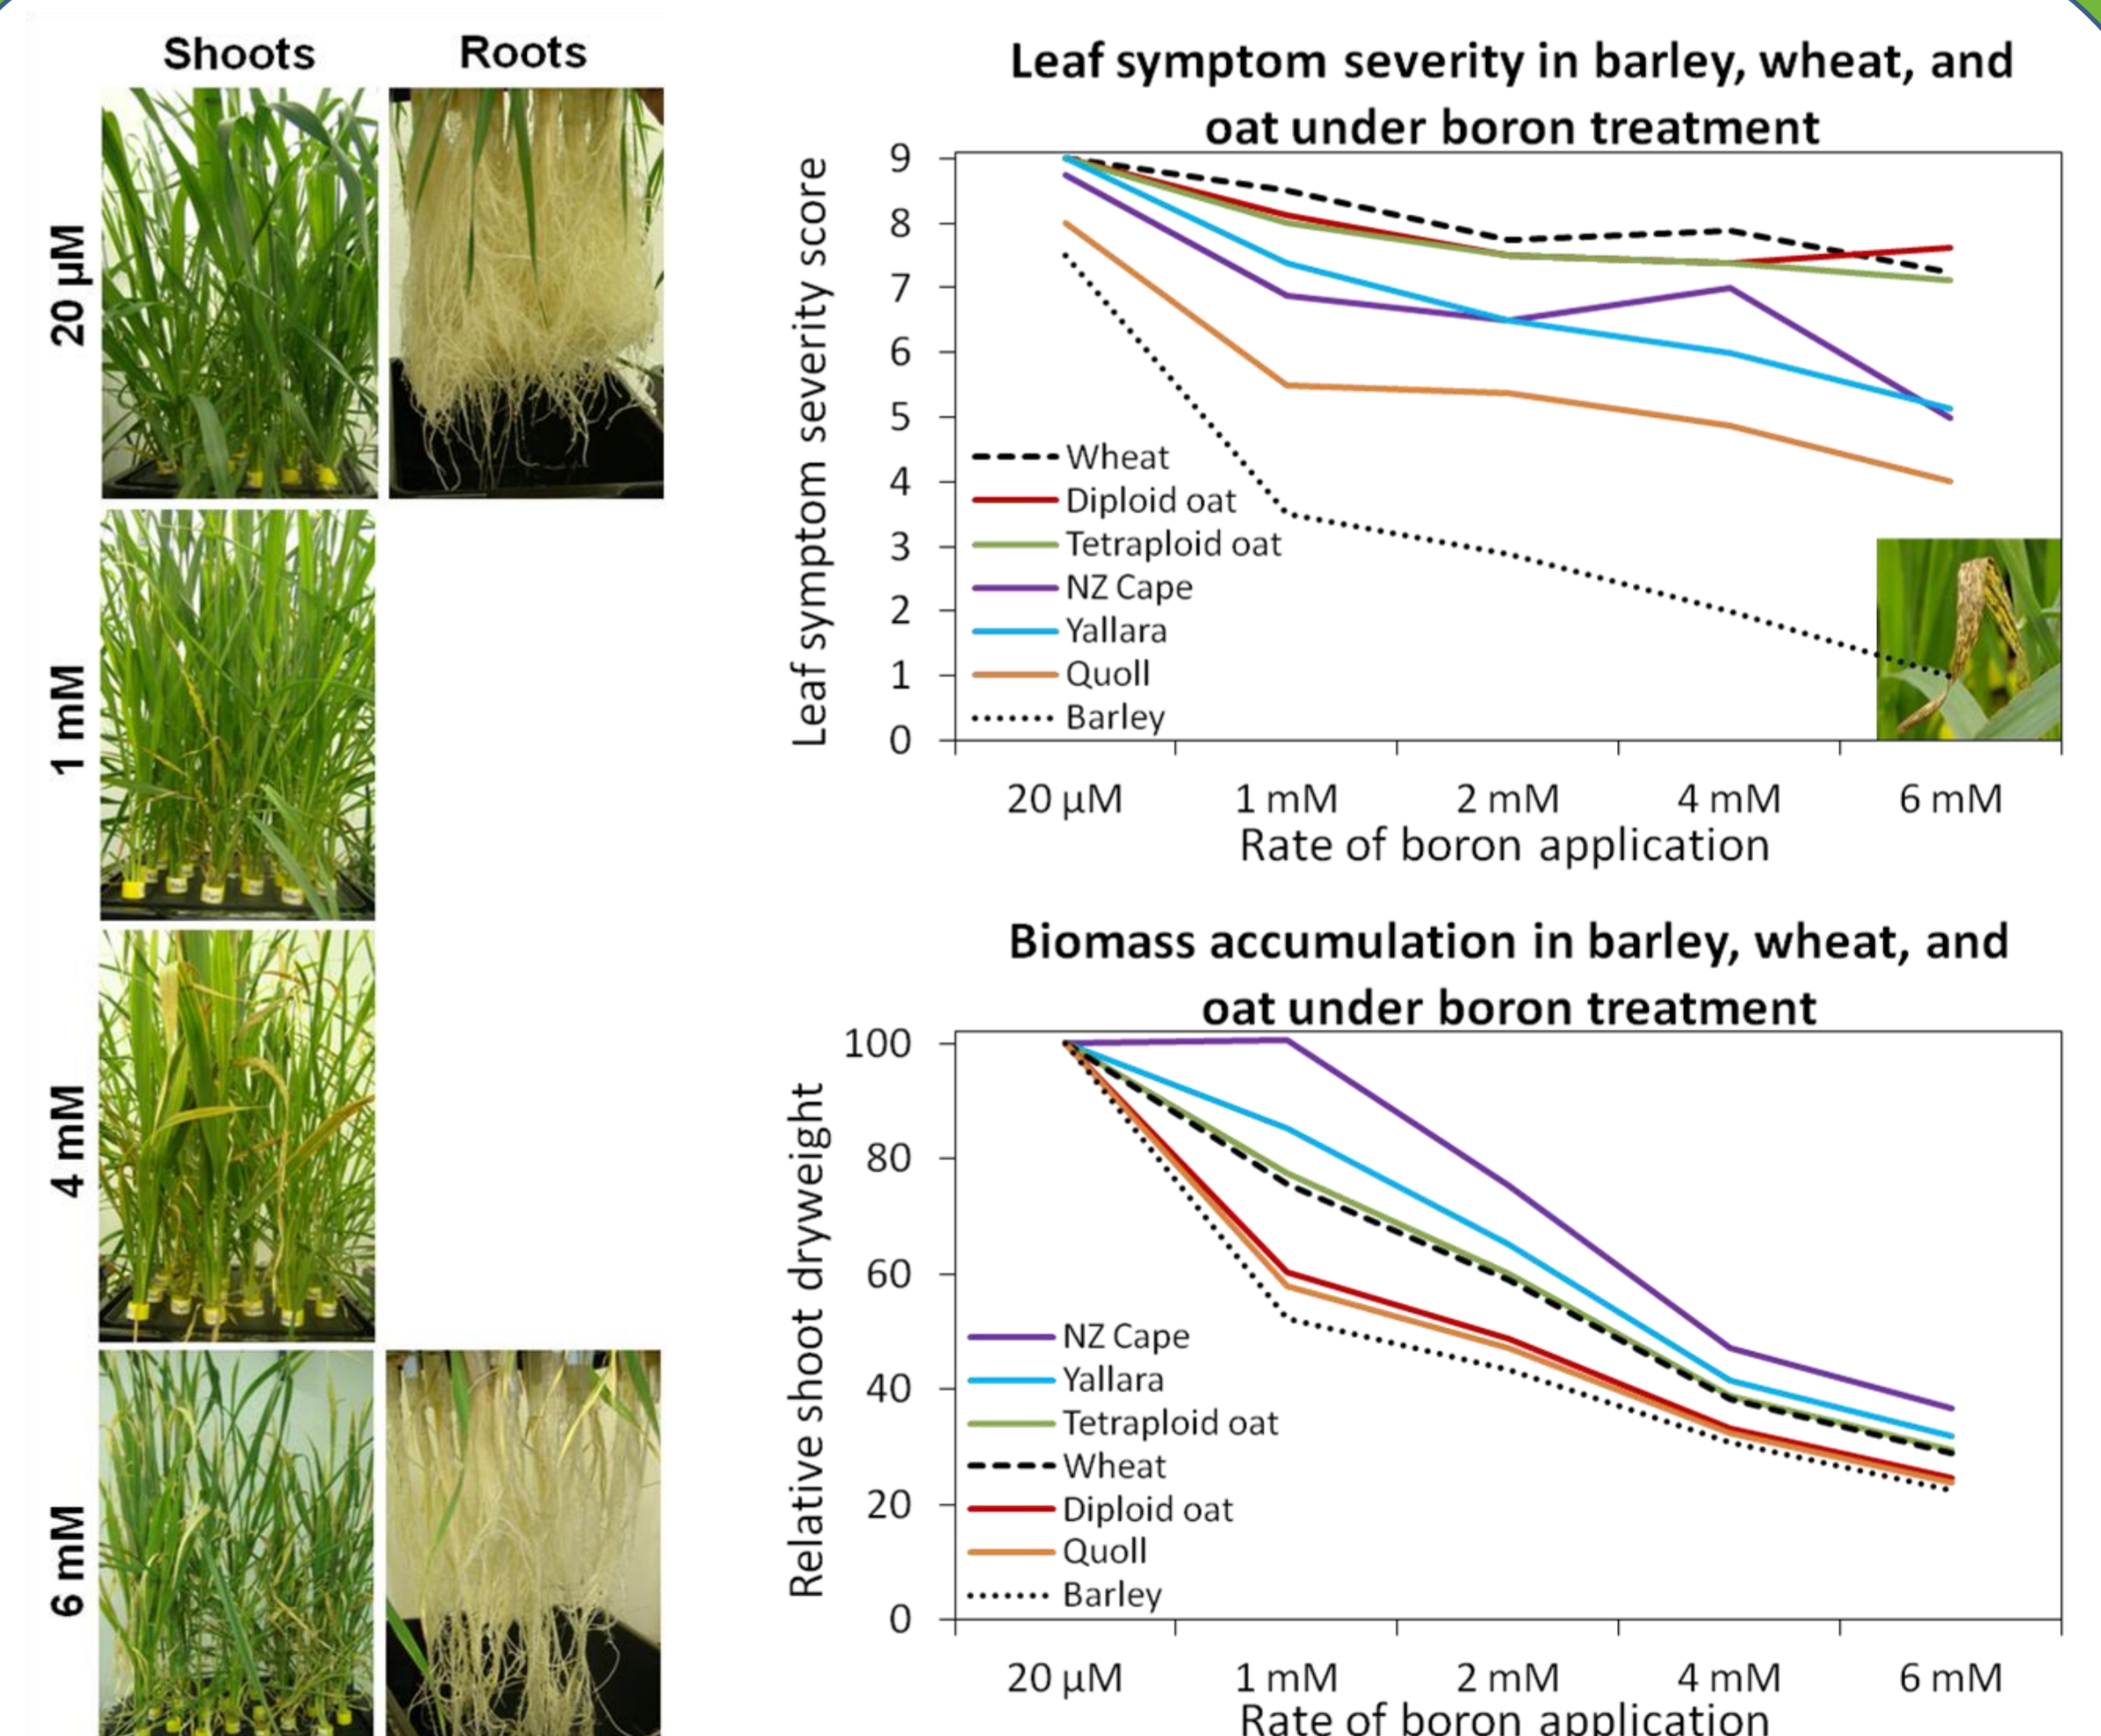 Shoots
Roots
20 µM
1 mM
4 mM
6 mM
Leaf symptom severity in barley, wheat, and
oat under boron treatment
Leaf symptom severity score
9
8
7
6
5
4
3
2
1
0
Wheat
Diploid oat
Tetraploid oat
NZ Cape
Yallara
Quoll
Barley
20 µM 1 mM 2 mM 4 mM 6 mM
Rate of boron application
Biomass accumulation in barley, wheat, and
oat under boron treatment
Relative shoot dryweight
100
80
60
40
20
0
NZ Cape
Yallara
Tetraploid oat
Wheat
Diploid oat
Quoll
Barley
20 µM 1 mM 2 mM 4 mM 6 mM
Rate of boron application